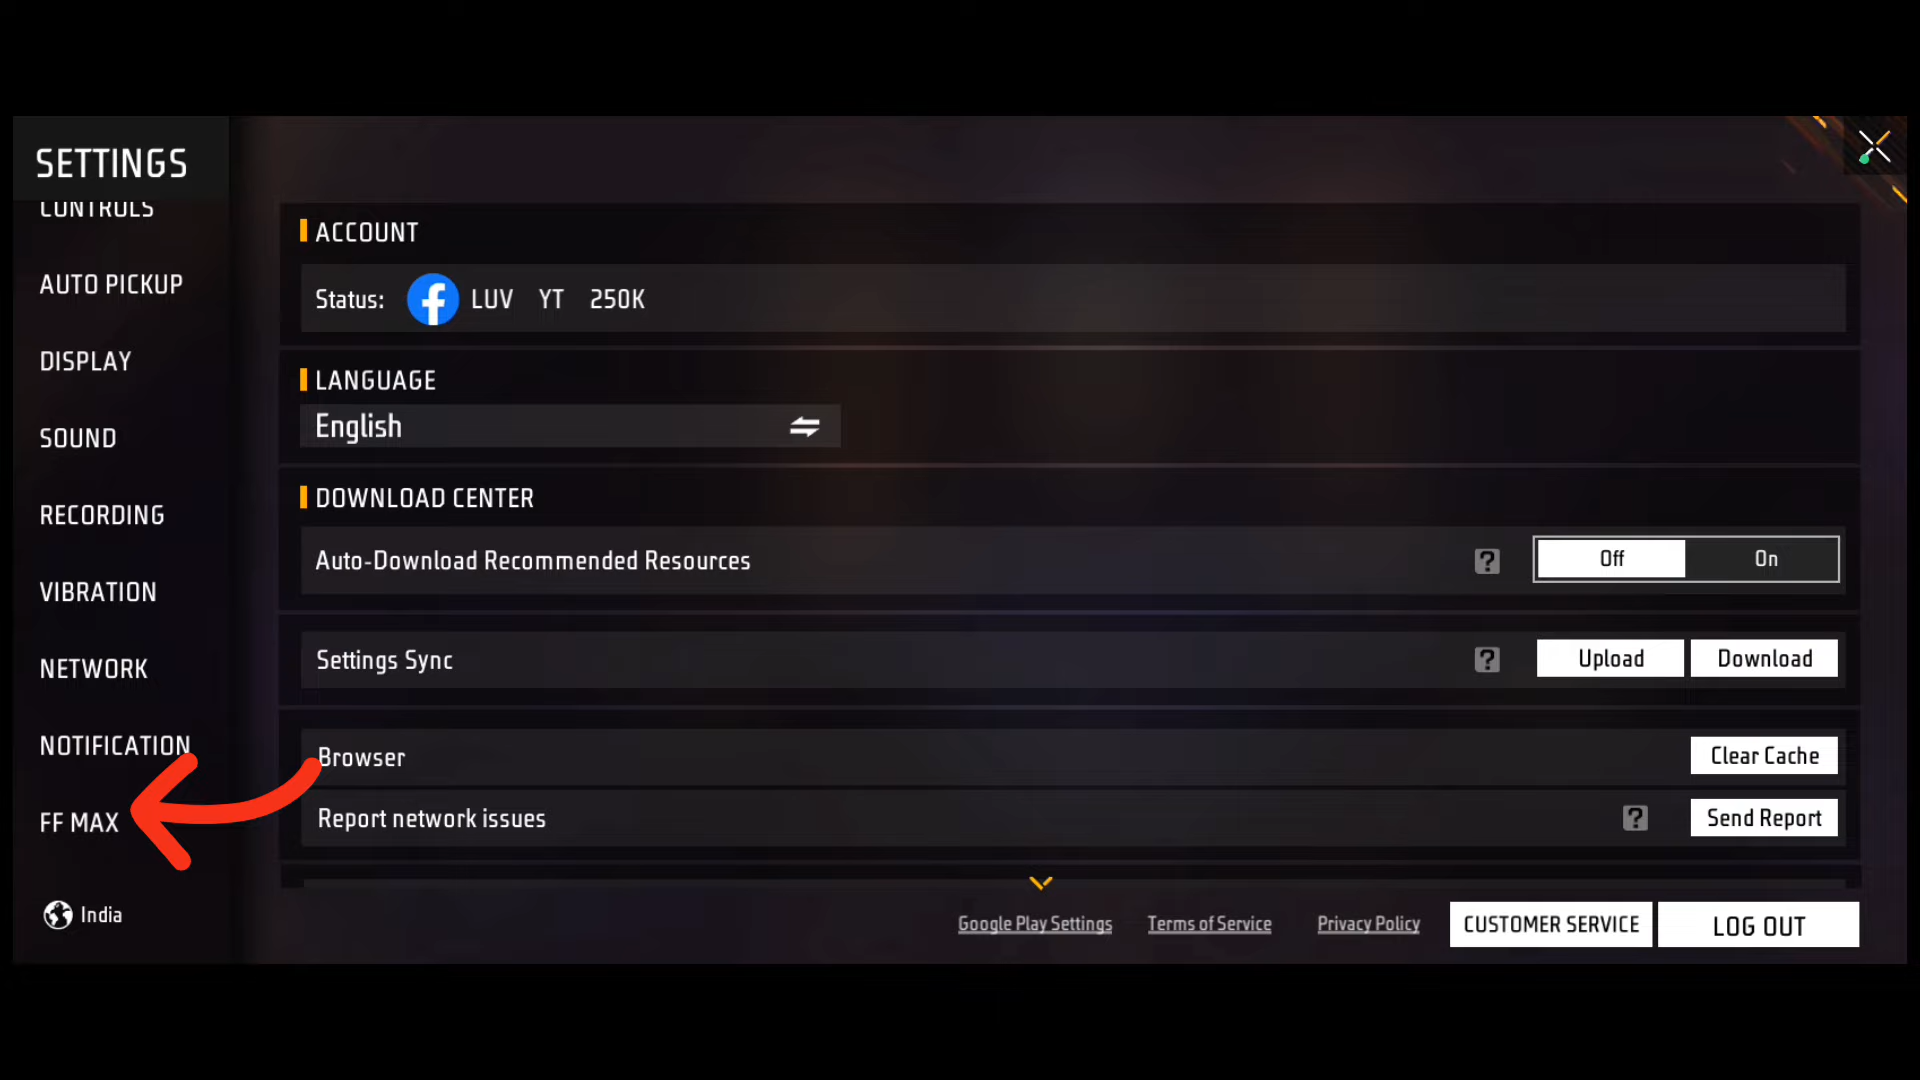 SETTINGS
CONTROLS
AUTO PICKUP
DISPLAY
SOUND
RECORDING
VIBRATION
NETWORK
NOTIFICATION
FF MAX
India
ACCOUNT
Status: LUV YT 250K
LANGUAGE
English
DOWNLOAD CENTER
Auto-Download Recommended Resources ? Off On
Settings Sync ? Upload Download
Browser Clear Cache
Report network issues ? Send Report
Google Play Settings Terms of Service Privacy Policy CUSTOMER SERVICE LOG OUT